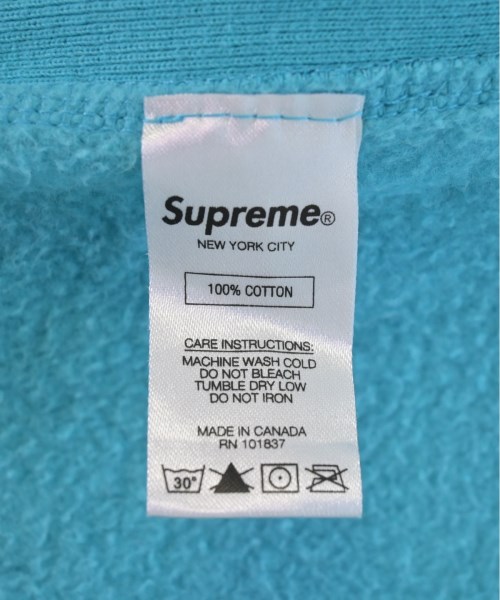 Supreme®
NEW YORK CITY
100% COTTON
CARE INSTRUCTIONS:
MACHINE WASH COLD
DO NOT BLEACH
TUMBLE DRY LOW
DO NOT IRON
MADE IN CANADA
RN 101837
30°